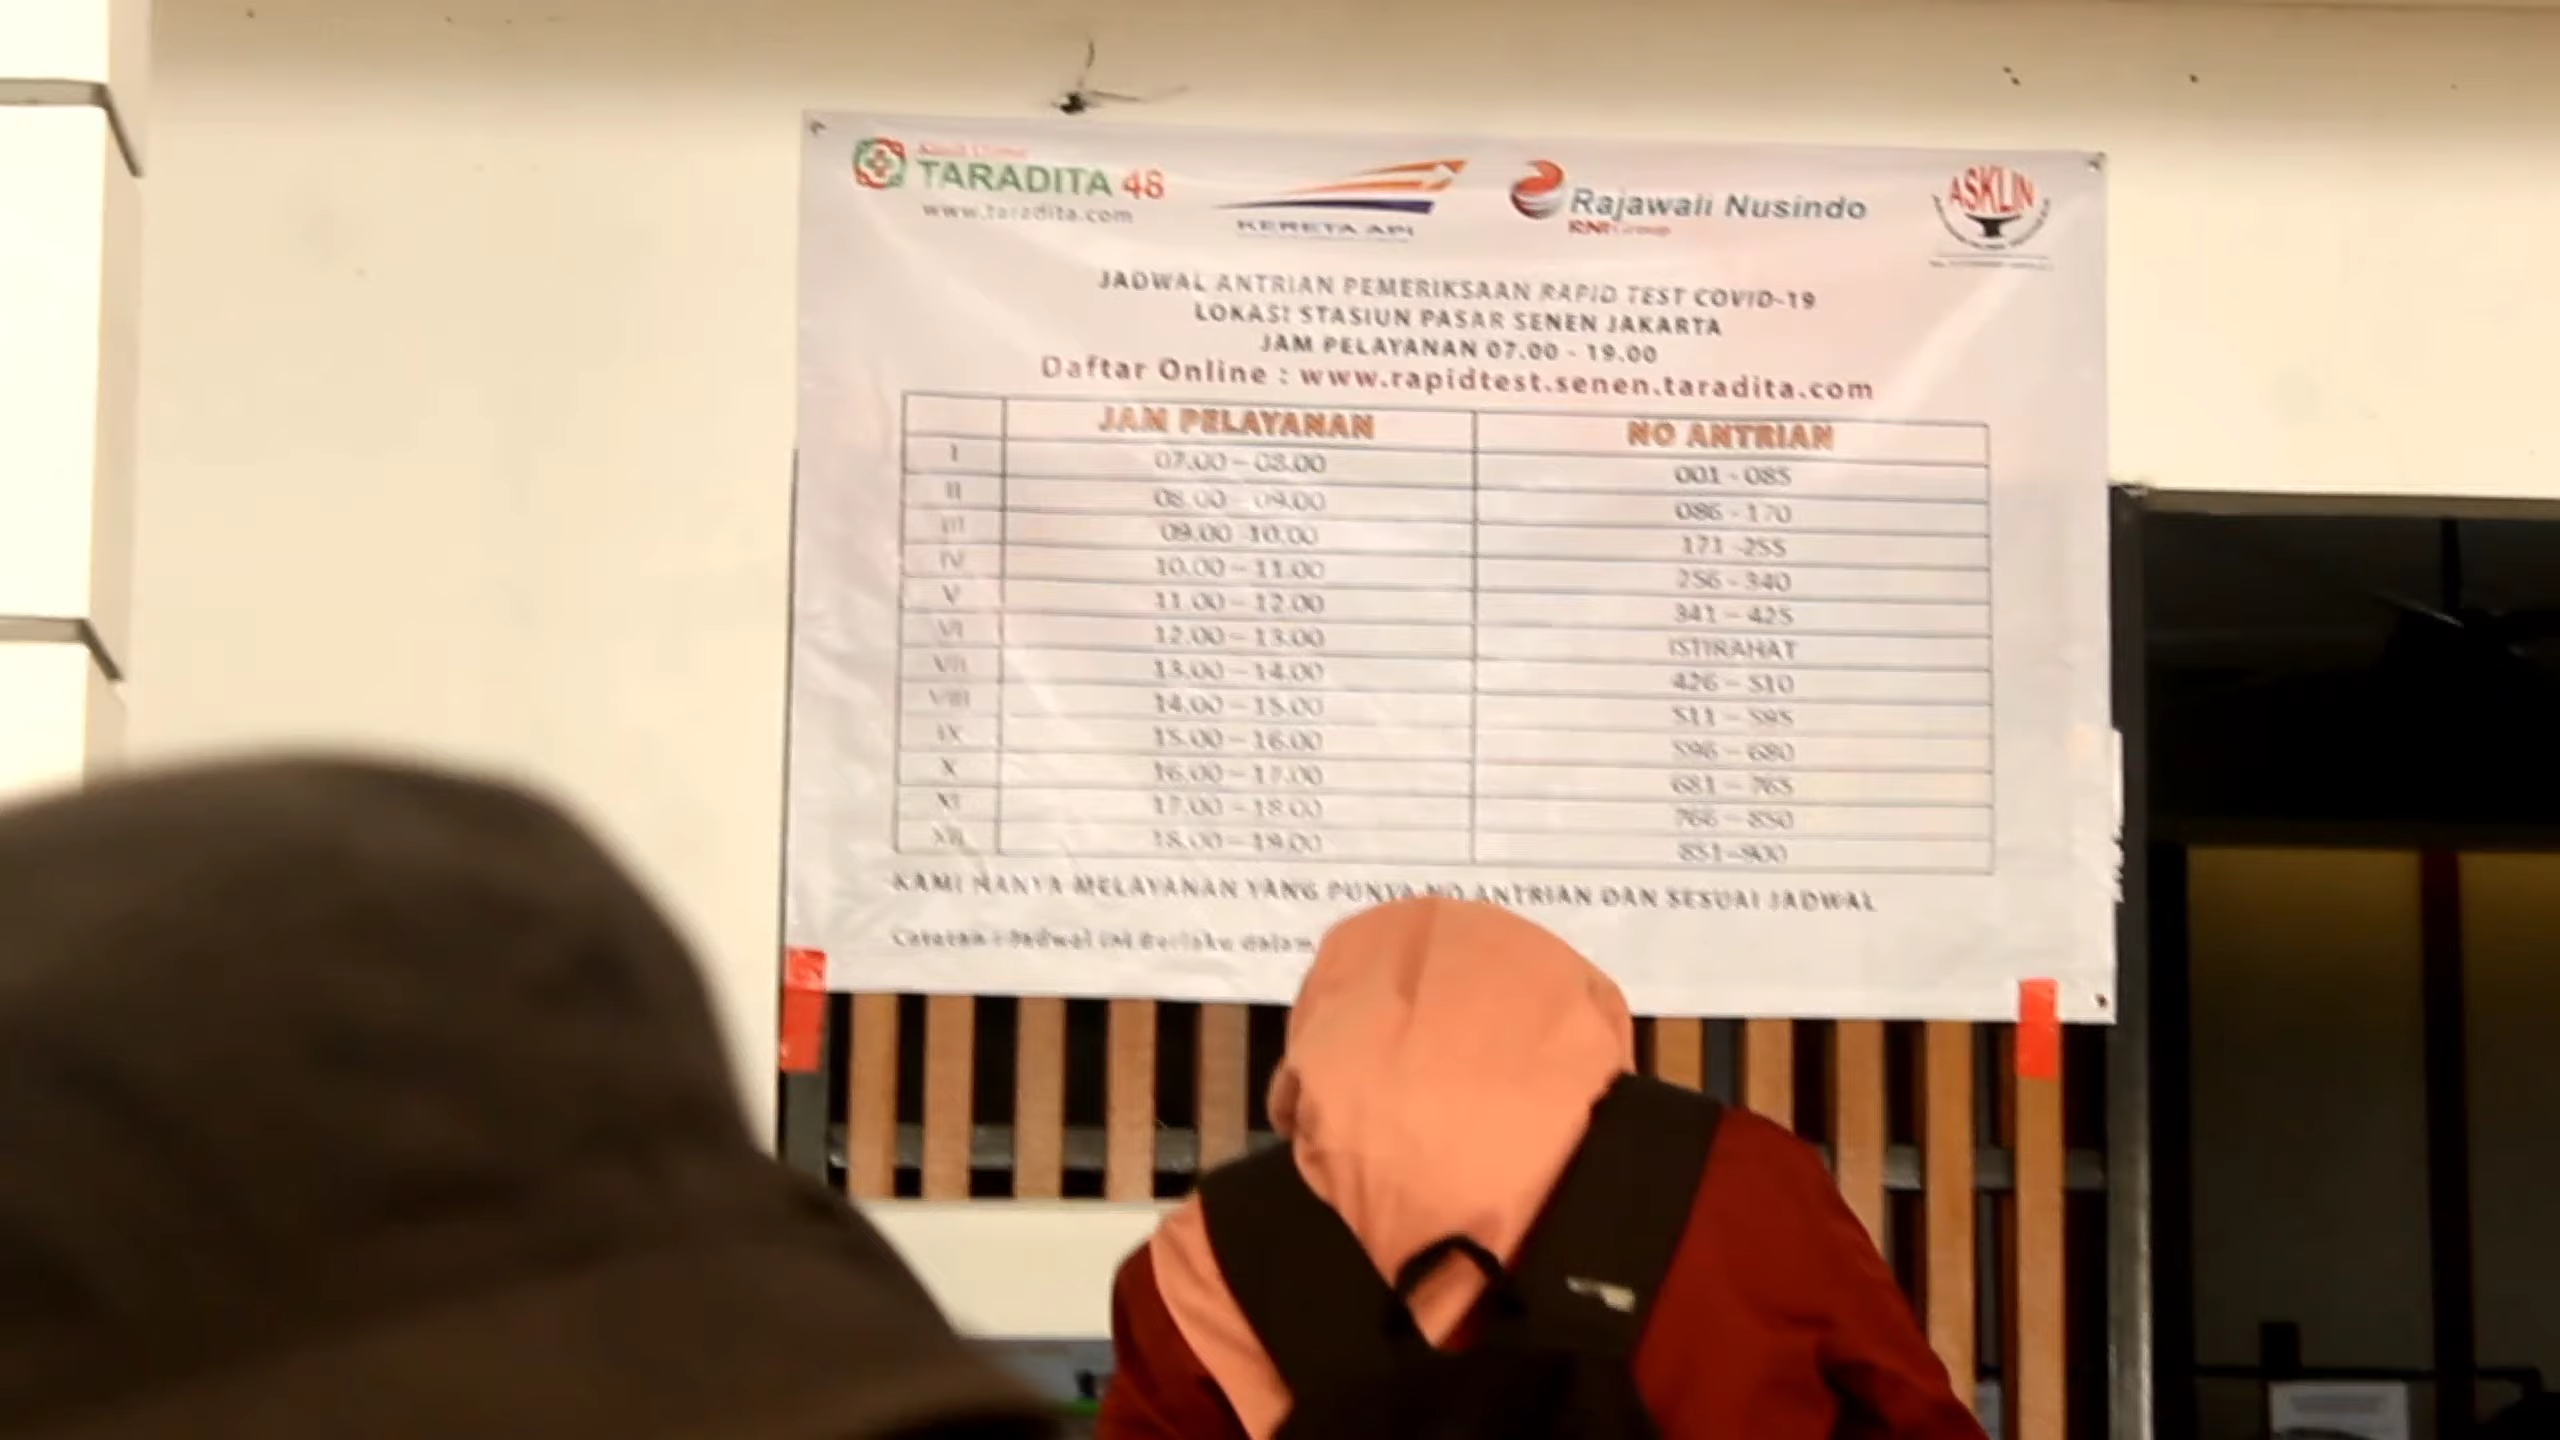 Klinik Utama
TARADITA 48
www.taradita.com
KERETA API
Rajawali Nusindo
RNI Group
ASKLIN
JADWAL ANTRIAN PEMERIKSAAN RAPID TEST COVID-19
LOKASI STASIUN PASAR SENEN JAKARTA
JAM PELAYANAN 07.00 - 19.00
Daftar Online : www.rapidtest.senen.taradita.com
JAM PELAYANAN NO ANTRIAN
I 07.00 – 08.00 001 - 085
II 08.00 – 09.00 086 - 170
III 09.00 -10.00 171 -255
IV 10.00 – 11.00 256 - 340
V 11.00 – 12.00 341 – 425
VI 12.00 – 13.00 ISTIRAHAT
VII 13.00 – 14.00 426 – 510
VIII 14.00 – 15.00 511 – 595
IX 15.00 – 16.00 596 – 680
X 16.00 – 17.00 681 – 765
XI 17.00 – 18.00 766 – 850
XII 18.00 – 19.00 851–900
KAMI HANYA MELAYANAN YANG PUNYA NO ANTRIAN DAN SESUAI JADWAL
Catatan : Jadwal ini Berlaku dalam